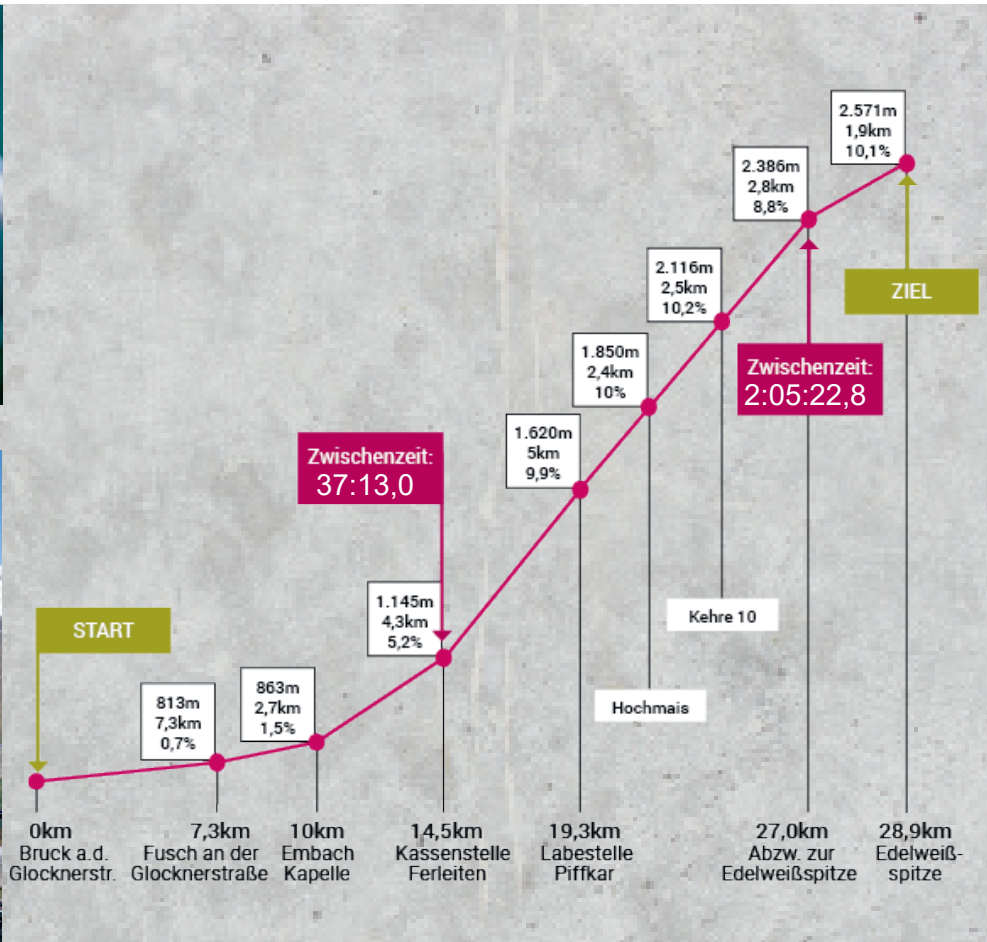 2.571m
1,9km
10,1%
2.386m
2,8km
8,8%
2.116m
2,5km
10,2%
ZIEL
1.850m
2,4km
10%
Zwischenzeit:
2:05:22,8
1.620m
5km
9,9%
Zwischenzeit:
37:13,0
1.145m
4,3km
5,2%
START
Kehre 10
863m
2,7km
1,5%
813m
7,3km
0,7%
Hochmais
0km
Bruck a.d.
Glocknerstr.
7,3km
Fusch an der
Glocknerstraße
10km
Embach
Kapelle
14,5km
Kassenstelle
Ferleiten
19,3km
Labestelle
Piffkar
27,0km
Abzw. zur
Edelweißspitze
28,9km
Edelweiß-
spitze